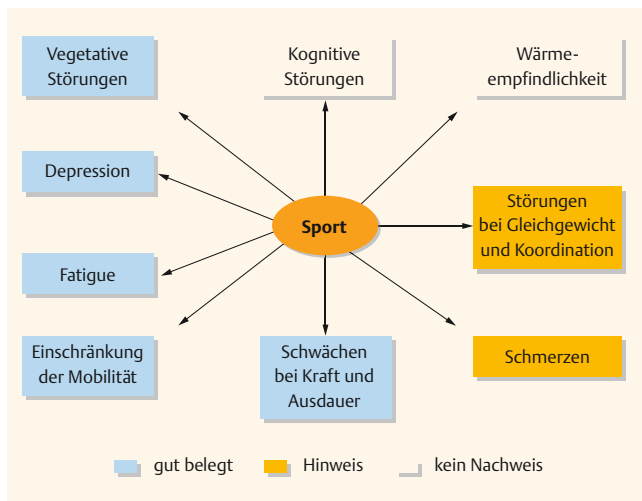 Vegetative
Störungen
Kognitive
Störungen
Wärme-
empfindlichkeit
Depression
Sport
Störungen
bei Gleichgewicht
und Koordination
Fatigue
Einschränkung
der Mobilität
Schwächen
bei Kraft und
Ausdauer
Schmerzen
gut belegt
Hinweis
kein Nachweis